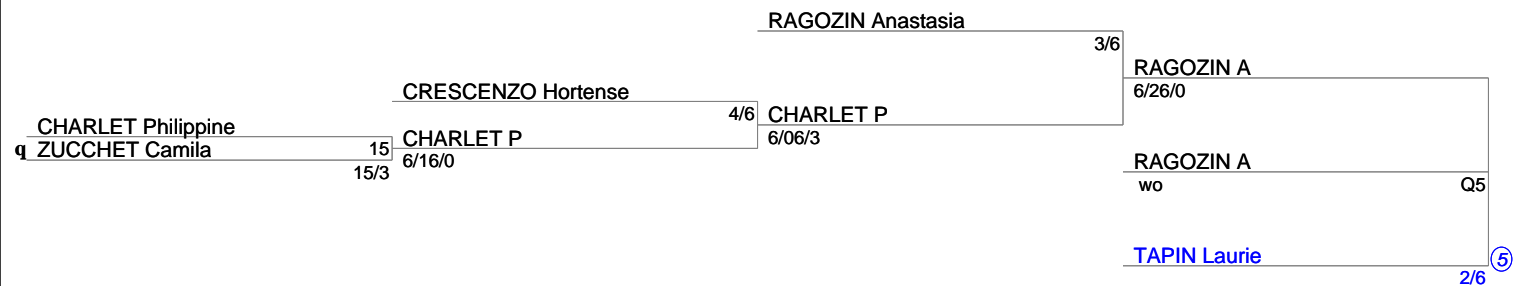 RAGOZIN Anastasia
3/6
RAGOZIN A
6/26/0
CRESCENZO Hortense
4/6
CHARLET P
6/06/3
CHARLET Philippine
q ZUCCHET Camila
15
15/3
CHARLET P
6/16/0
RAGOZIN A
wo
Q5
TAPIN Laurie
5
2/6